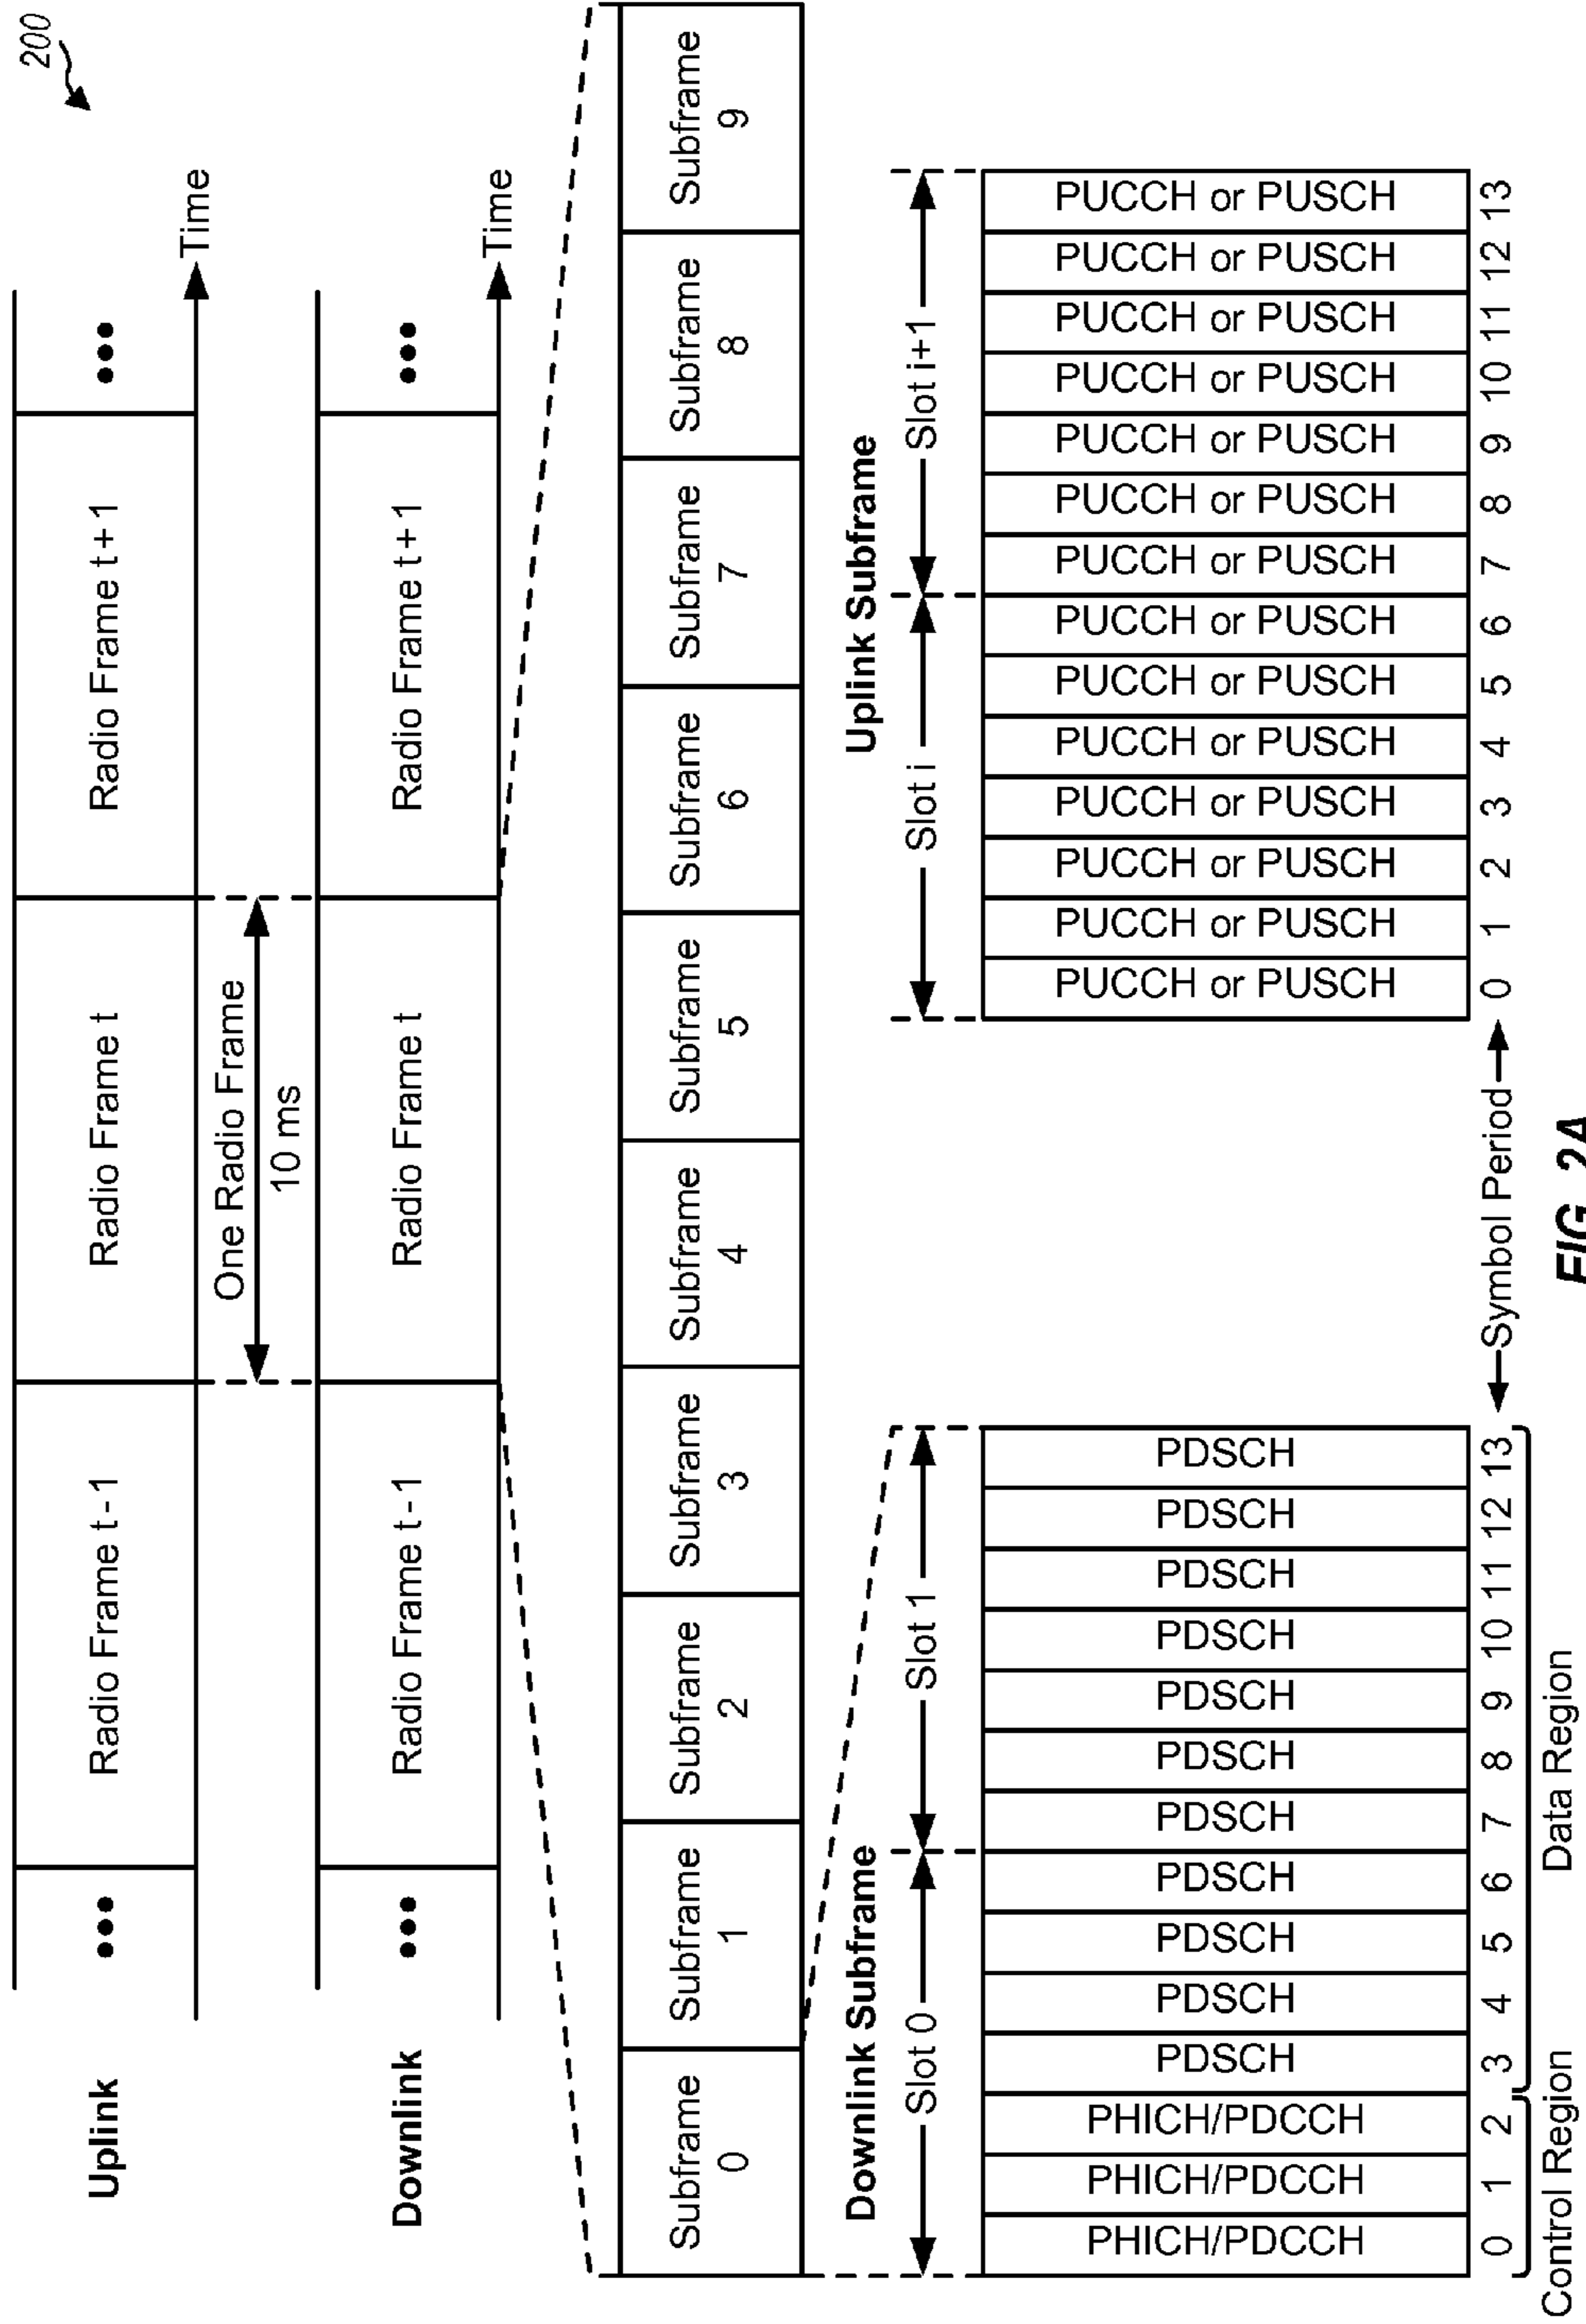 200
Uplink
••• Radio Frame t-1 Radio Frame t Radio Frame t+1 •••
Time
One Radio Frame
10 ms
Downlink
••• Radio Frame t-1 Radio Frame t Radio Frame t+1 •••
Time
Subframe 0
Subframe 1
Subframe 2
Subframe 3
Subframe 4
Subframe 5
Subframe 6
Subframe 7
Subframe 8
Subframe 9
Downlink Subframe
Slot 0 Slot 1
PHICH/PDCCH
PHICH/PDCCH
PHICH/PDCCH
PDSCH
PDSCH
PDSCH
PDSCH
PDSCH
PDSCH
PDSCH
PDSCH
PDSCH
PDSCH
PDSCH
0 1 2 3 4 5 6 7 8 9 10 11 12 13
Control Region
Data Region
Symbol Period
Uplink Subframe
Slot i Slot i+1
PUCCH or PUSCH
PUCCH or PUSCH
PUCCH or PUSCH
PUCCH or PUSCH
PUCCH or PUSCH
PUCCH or PUSCH
PUCCH or PUSCH
PUCCH or PUSCH
PUCCH or PUSCH
PUCCH or PUSCH
PUCCH or PUSCH
PUCCH or PUSCH
PUCCH or PUSCH
PUCCH or PUSCH
0 1 2 3 4 5 6 7 8 9 10 11 12 13
FIG. 2A